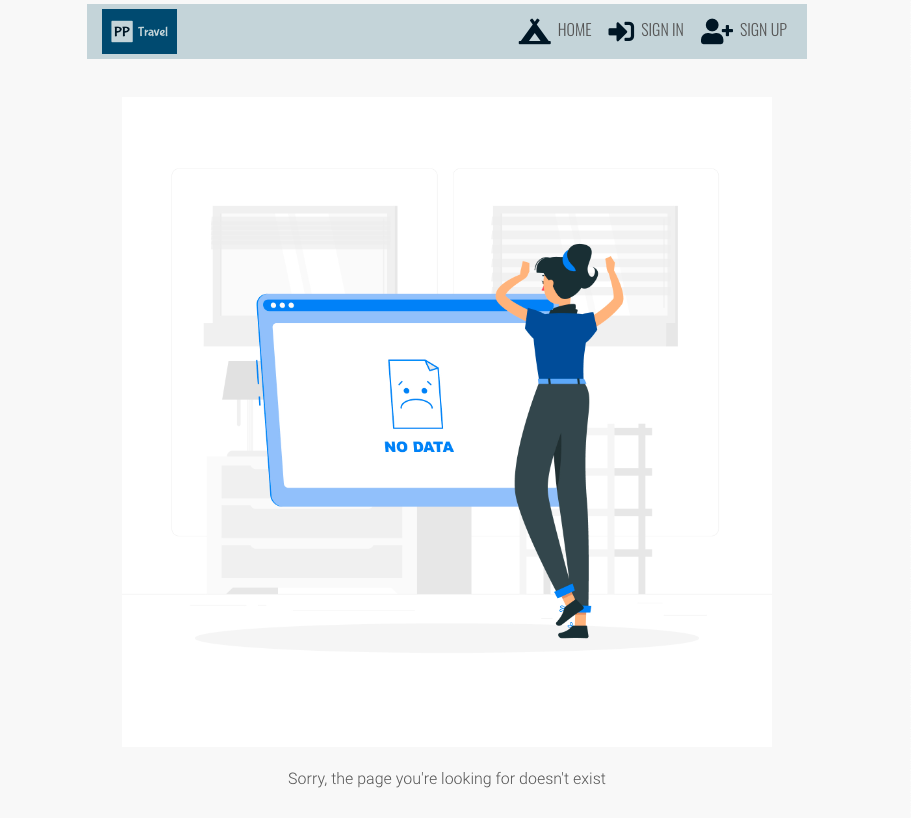 PP Travel
HOME
SIGN IN
SIGN UP
NO DATA
Sorry, the page you're looking for doesn't exist